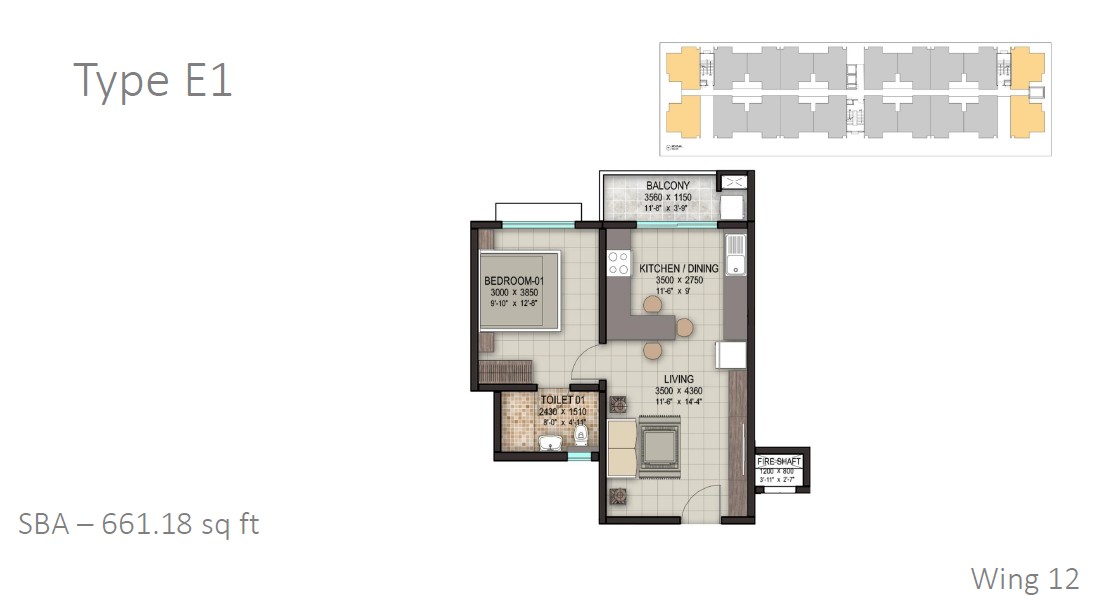 Type E1
BALCONY
3560 X 1150
11'-8" x 3'-9"
BEDROOM-01
3000 X 3850
9'-10" x 12'-8"
KITCHEN / DINING
3500 X 2750
11'-6" x 9'
LIVING
3500 X 4360
11'-6" x 14'-4"
TOILET 01
2430 X 1510
8'-0" x 4'-11"
FIRE SHAFT
1200 X 800
3'-11" x 2'-7"
SBA – 661.18 sq ft
Wing 12